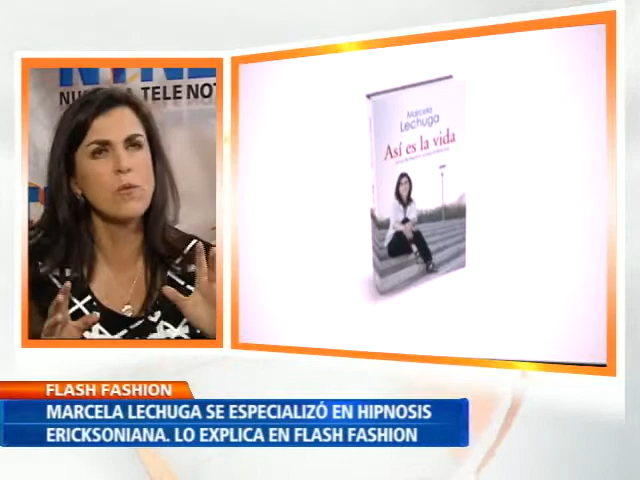 NUESTRA TELE NOT
Marcela
Lechuga
Así es la vida
FLASH FASHION
MARCELA LECHUGA SE ESPECIALIZÓ EN HIPNOSIS
ERICKSONIANA. LO EXPLICA EN FLASH FASHION